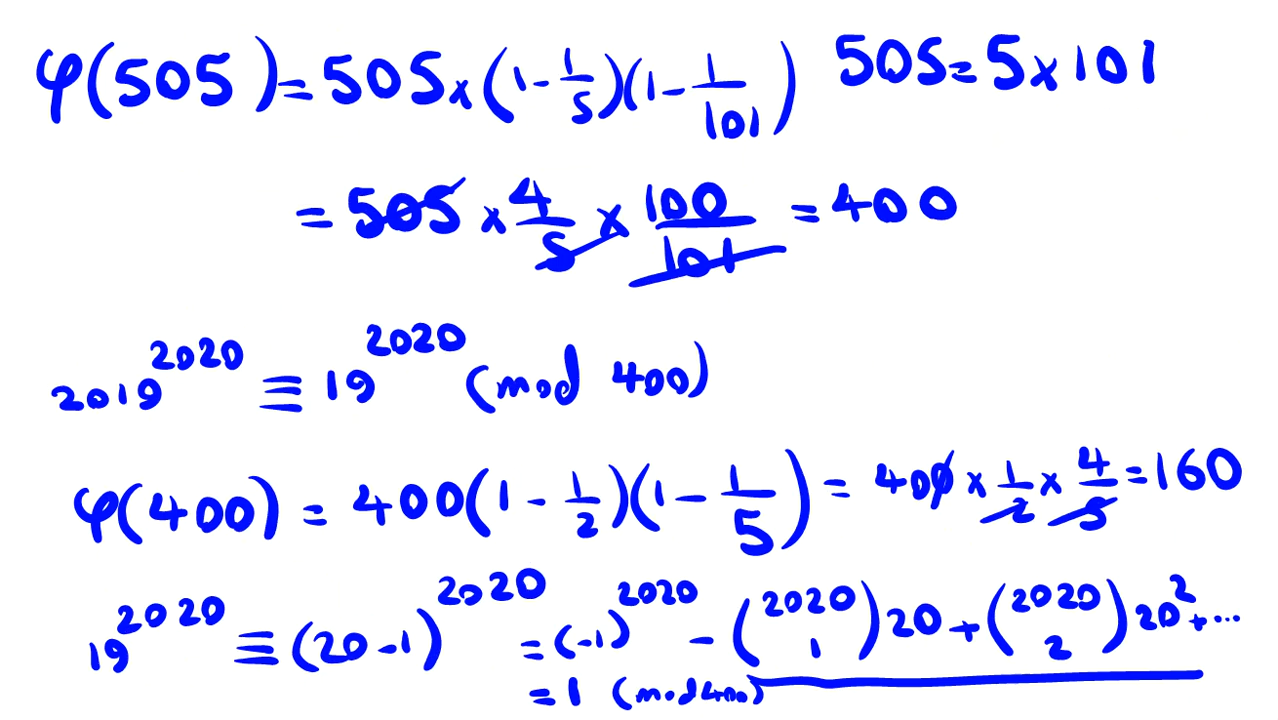 φ(505) = 505 × (1 - 1/5)(1 - 1/101) 505 = 5 × 101
= 505 × 4/5 × 100/101 = 400
2019^2020 ≡ 19^2020 (mod 400)
φ(400) = 400(1 - 1/2)(1 - 1/5) = 400 × 1/2 × 4/5 = 160
19^2020 ≡ (20-1)^2020 = (-1)^2020 - (2020 1)20 + (2020 2)20^2 + ...
= 1 (mod 400)